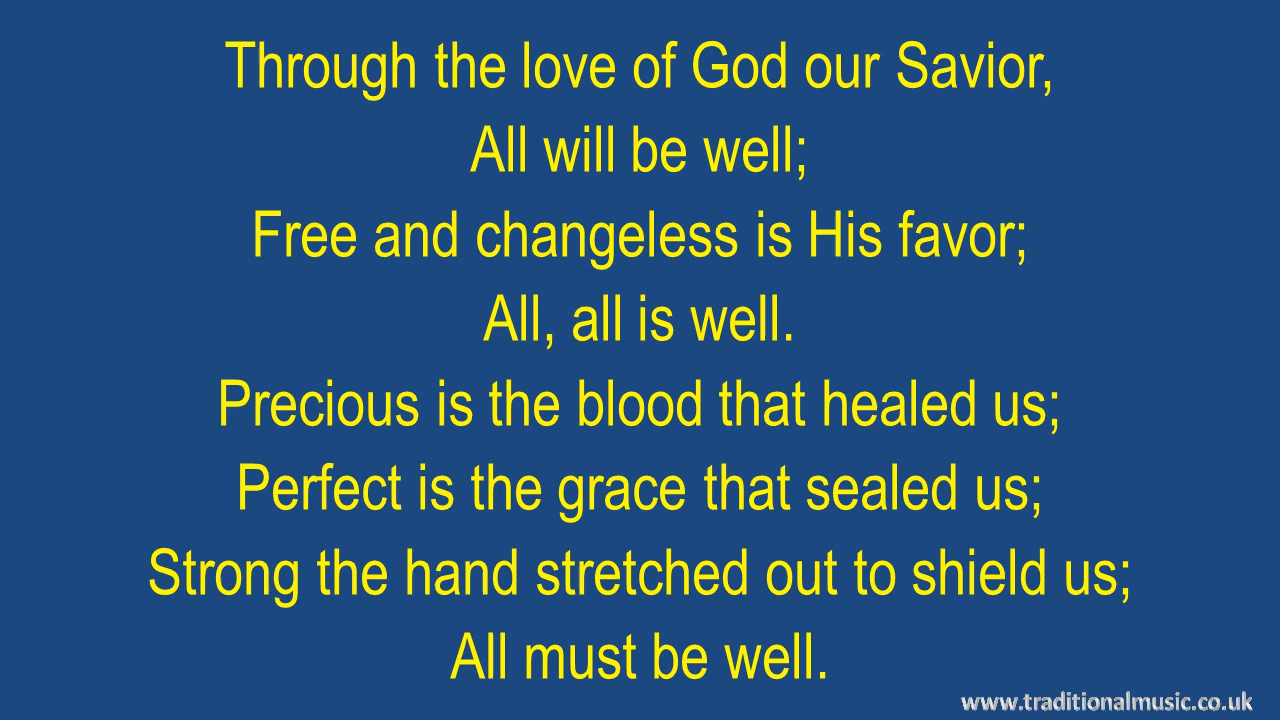 Through the love of God our Savior,
All will be well;
Free and changeless is His favor;
All, all is well.
Precious is the blood that healed us;
Perfect is the grace that sealed us;
Strong the hand stretched out to shield us;
All must be well.
www.traditionalmusic.co.uk